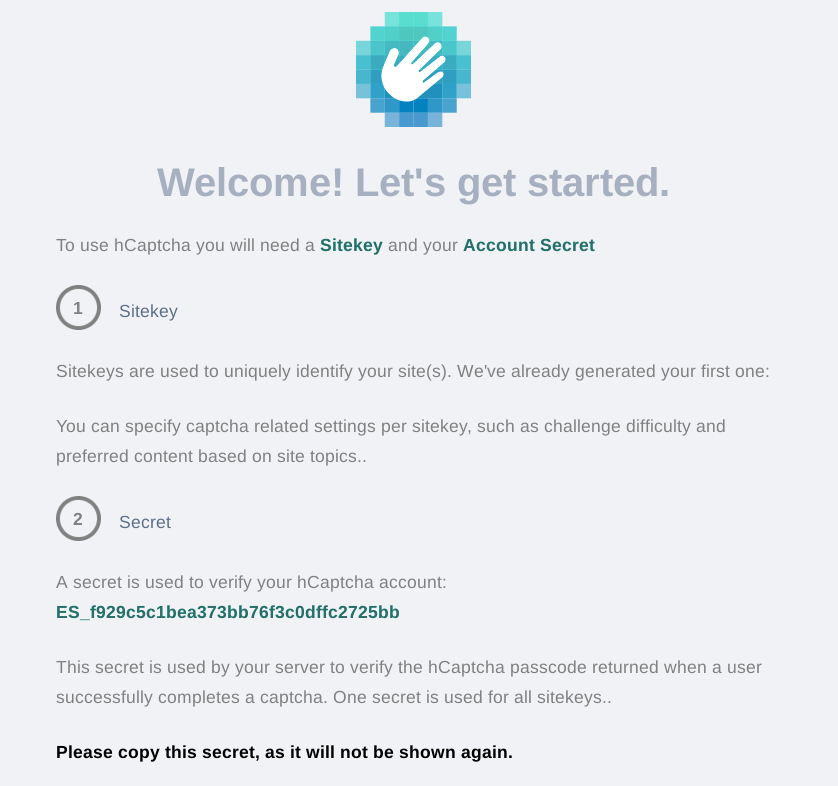 Welcome! Let's get started.
To use hCaptcha you will need a Sitekey and your Account Secret
1 Sitekey
Sitekeys are used to uniquely identify your site(s). We've already generated your first one:
You can specify captcha related settings per sitekey, such as challenge difficulty and
preferred content based on site topics..
2 Secret
A secret is used to verify your hCaptcha account:
ES_f929c5c1bea373bb76f3c0dffc2725bb
This secret is used by your server to verify the hCaptcha passcode returned when a user
successfully completes a captcha. One secret is used for all sitekeys..
Please copy this secret, as it will not be shown again.